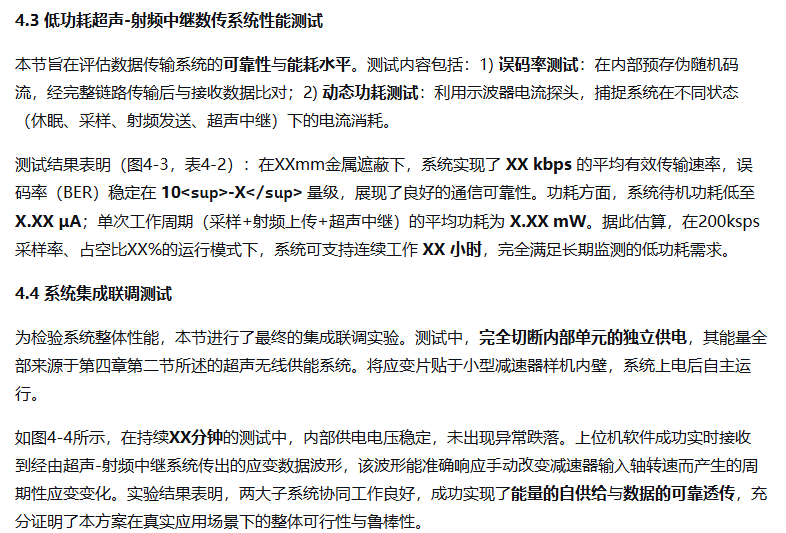 4.3 低功耗超声-射频中继数传系统性能测试
本节旨在评估数据传输系统的可靠性与能耗水平。测试内容包括：1) 误码率测试：在内部预存伪随机码
流，经完整链路传输后与接收数据比对；2) 动态功耗测试：利用示波器电流探头，捕捉系统在不同状态
（休眠、采样、射频发送、超声中继）下的电流消耗。
测试结果表明（图4-3，表4-2）：在XXmm金属遮蔽下，系统实现了 XX kbps 的平均有效传输速率，误
码率（BER）稳定在 10<sup>-X</sup> 量级，展现了良好的通信可靠性。功耗方面，系统待机功耗低至
X.XX μA；单次工作周期（采样+射频上传+超声中继）的平均功耗为 X.XX mW。据此估算，在200ksps
采样率、占空比XX%的运行模式下，系统可支持连续工作 XX 小时，完全满足长期监测的低功耗需求。
4.4 系统集成联调测试
为检验系统整体性能，本节进行了最终的集成联调实验。测试中，完全切断内部单元的独立供电，其能量全
部来源于第四章第二节所述的超声无线供能系统。将应变片贴于小型减速器样机内壁，系统上电后自主运
行。
如图4-4所示，在持续XX分钟的测试中，内部供电电压稳定，未出现异常跌落。上位机软件成功实时接收
到经由超声-射频中继系统传出的应变数据波形，该波形能准确响应手动改变减速器输入轴转速而产生的周
期性应变变化。实验结果表明，两大子系统协同工作良好，成功实现了能量的自供给与数据的可靠透传，充
分证明了本方案在真实应用场景下的整体可行性与鲁棒性。